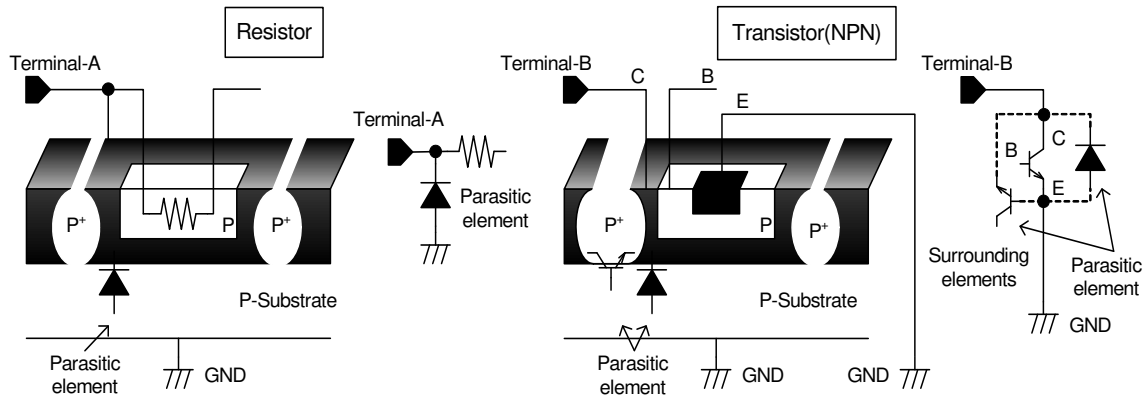 Resistor
Terminal-A
P+
P
P+
P-Substrate
Parasitic
element
GND
Terminal-A
Parasitic
element
Transistor(NPN)
Terminal-B
C
B
E
P+
P
P+
P-Substrate
Parasitic
element
GND
GND
Terminal-B
B
C
E
Surrounding
elements
Parasitic
element
GND